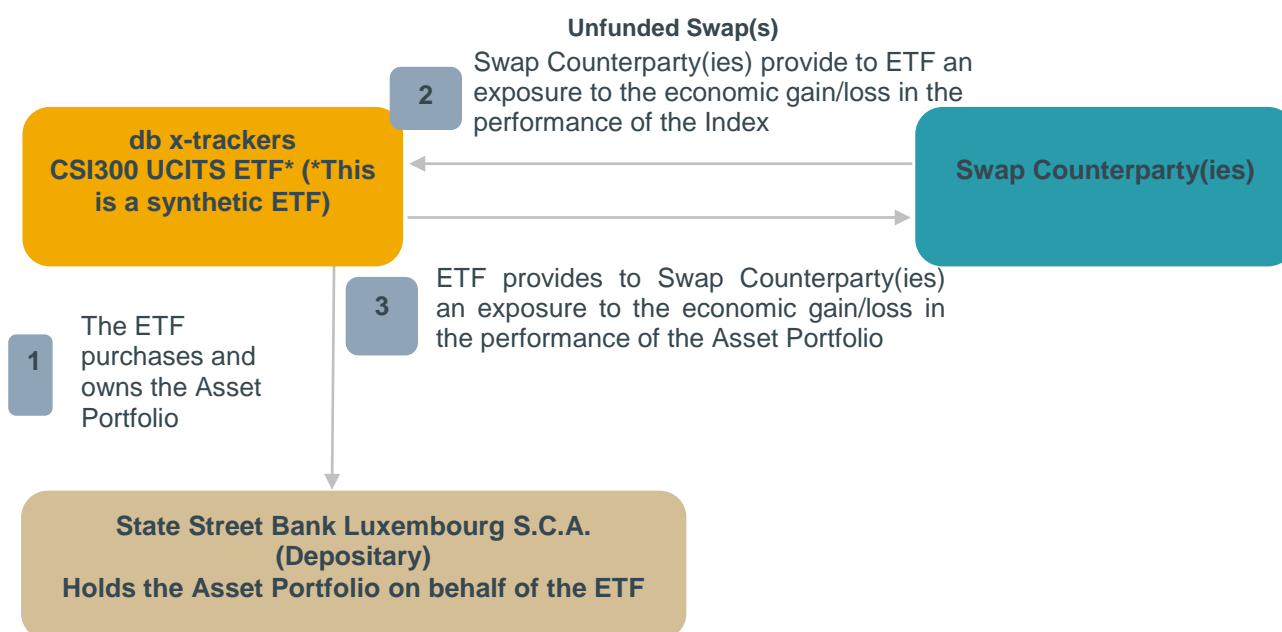 Unfunded Swap(s)
2
Swap Counterparty(ies) provide to ETF an
exposure to the economic gain/loss in the
performance of the Index
db x-trackers
CSI300 UCITS ETF* (*This
is a synthetic ETF)
Swap Counterparty(ies)
3
ETF provides to Swap Counterparty(ies)
an exposure to the economic gain/loss in
the performance of the Asset Portfolio
1
The ETF
purchases and
owns the Asset
Portfolio
State Street Bank Luxembourg S.C.A.
(Depositary)
Holds the Asset Portfolio on behalf of the ETF